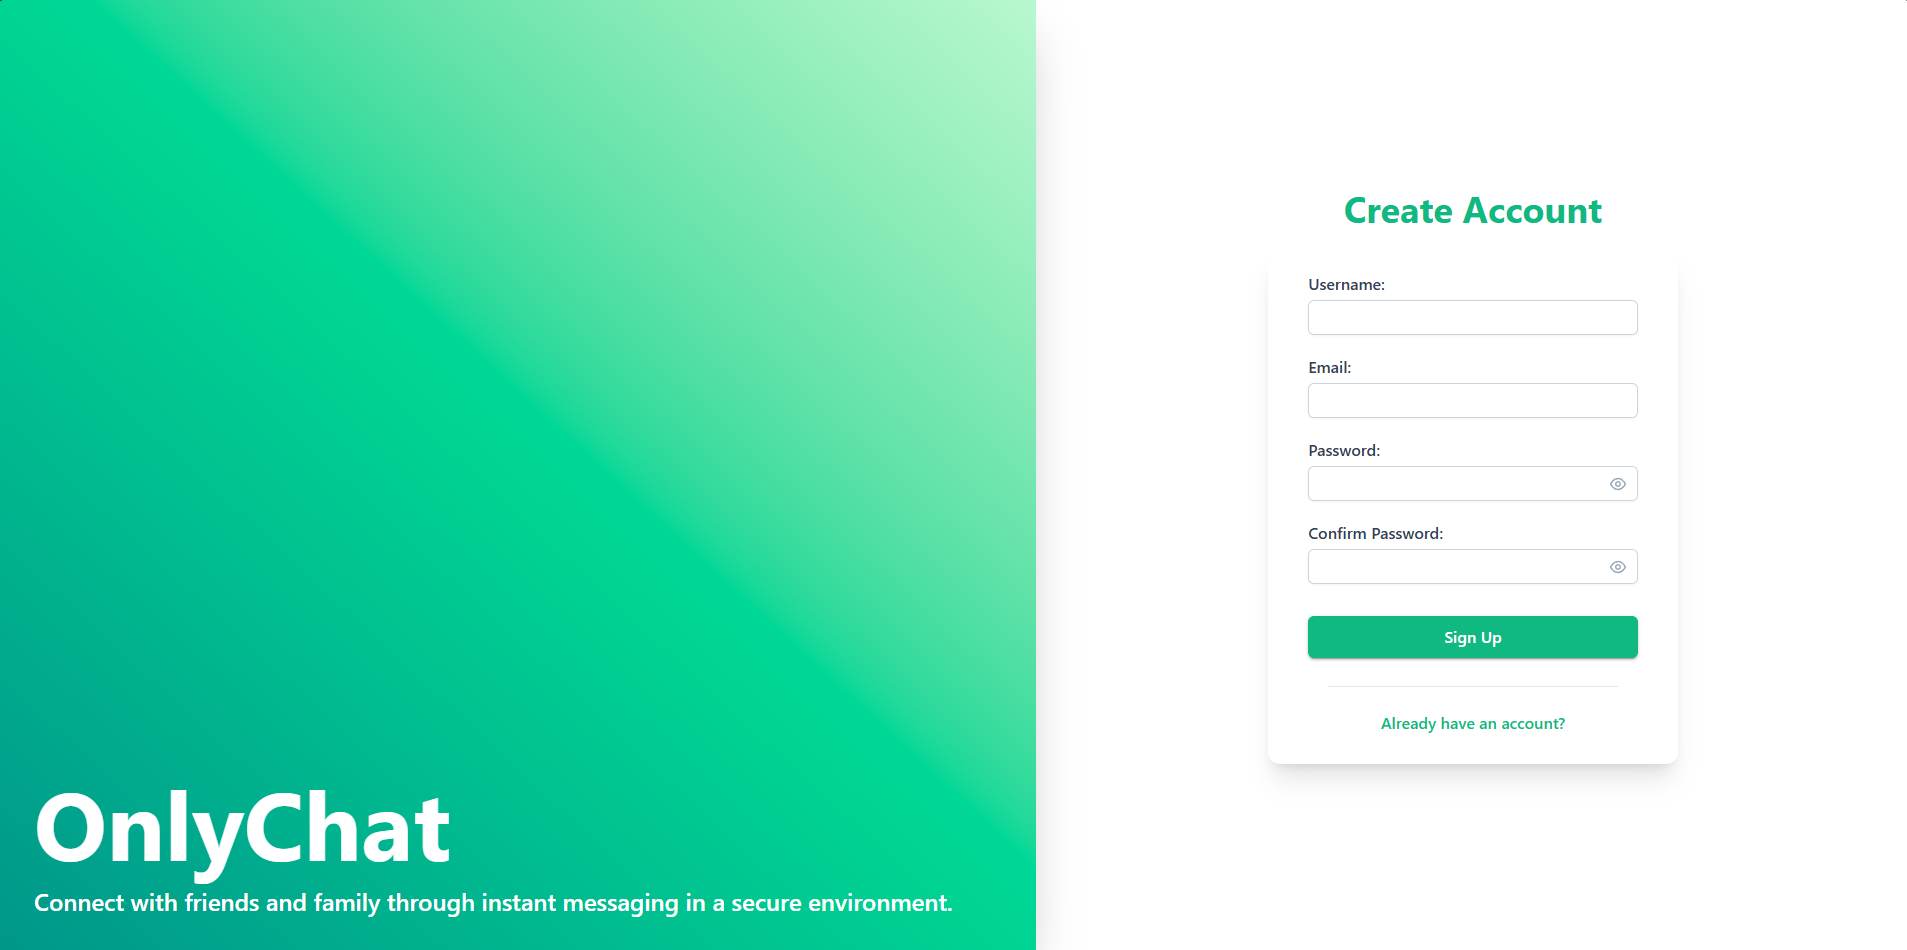 OnlyChat
Connect with friends and family through instant messaging in a secure environment.
Create Account
Username:
Email:
Password:
Confirm Password:
Sign Up
Already have an account?